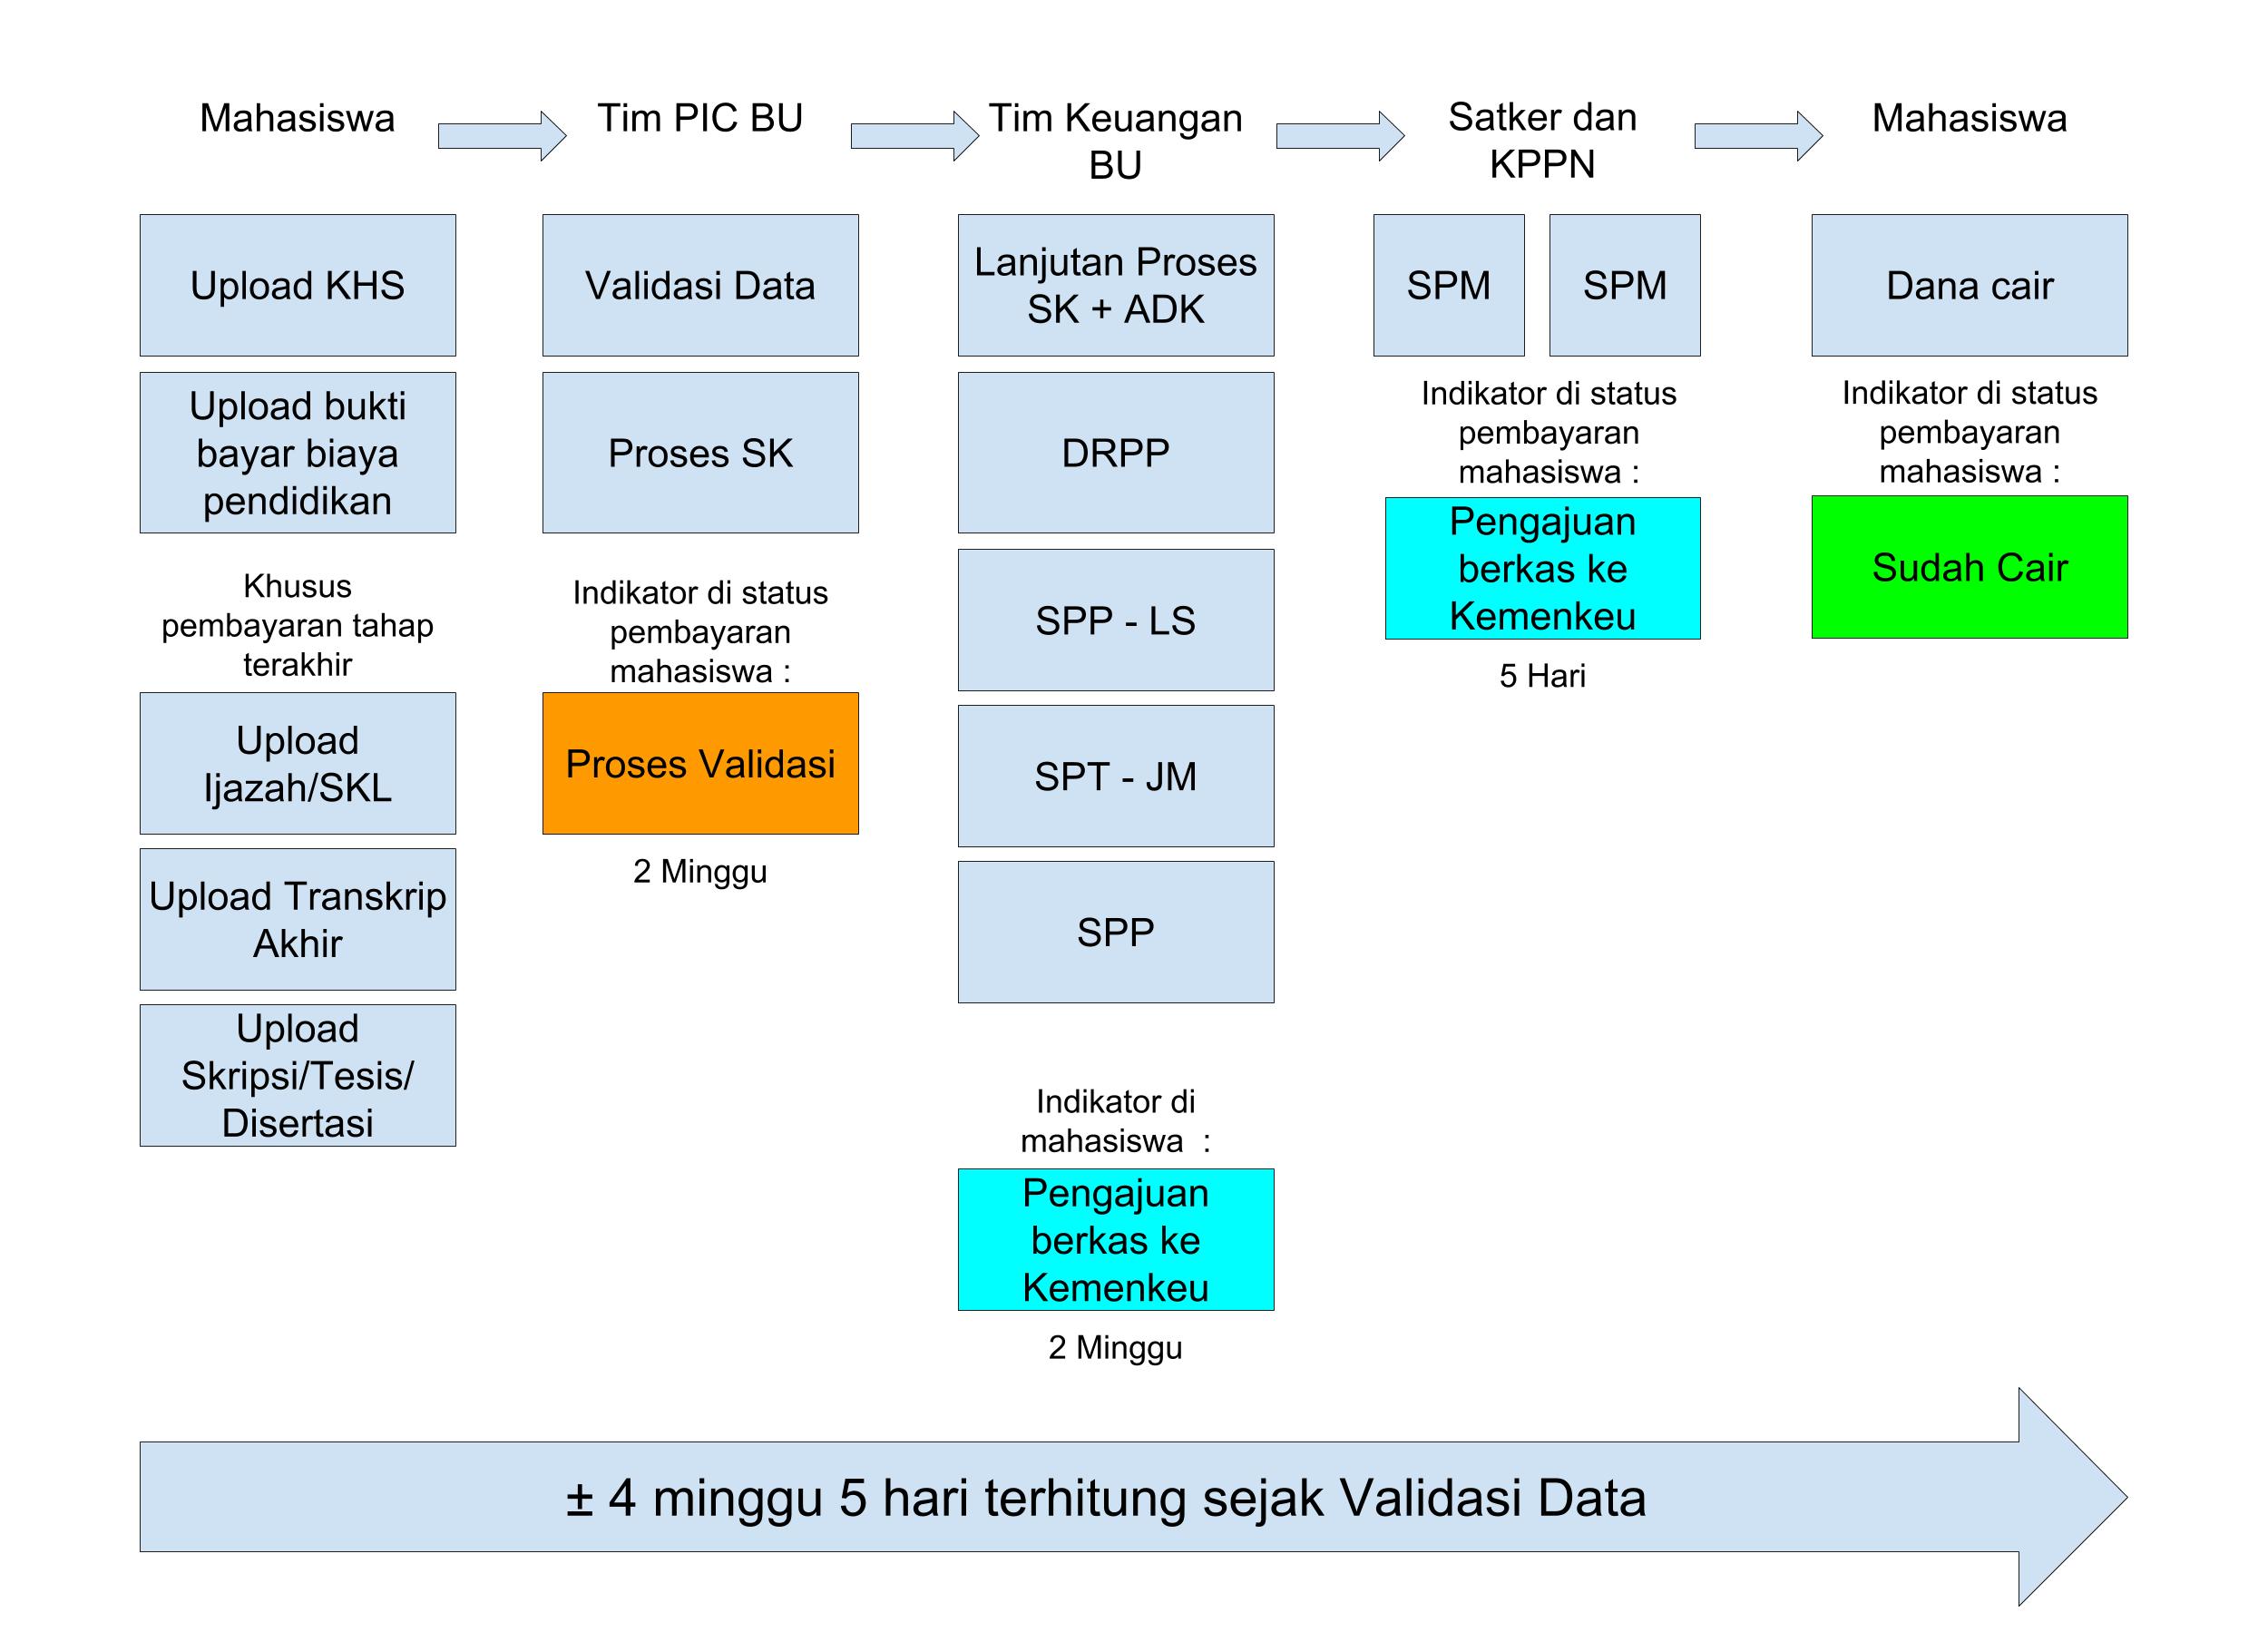 Mahasiswa
Upload KHS
Upload bukti
bayar biaya
pendidikan
Khusus
pembayaran tahap
terakhir
Upload
Ijazah/SKL
Upload Transkrip
Akhir
Upload
Skripsi/Tesis/
Disertasi
Tim PIC BU
Validasi Data
Proses SK
Indikator di status
pembayaran
mahasiswa :
Proses Validasi
2 Minggu
Tim Keuangan
BU
Lanjutan Proses
SK + ADK
DRPP
SPP - LS
SPT - JM
SPP
Indikator di
mahasiswa  :
Pengajuan
berkas ke
Kemenkeu
2 Minggu
Satker dan
KPPN
SPM
SPM
Indikator di status
pembayaran
mahasiswa :
Pengajuan
berkas ke
Kemenkeu
5 Hari
Mahasiswa
Dana cair
Indikator di status
pembayaran
mahasiswa :
Sudah Cair
± 4 minggu 5 hari terhitung sejak Validasi Data